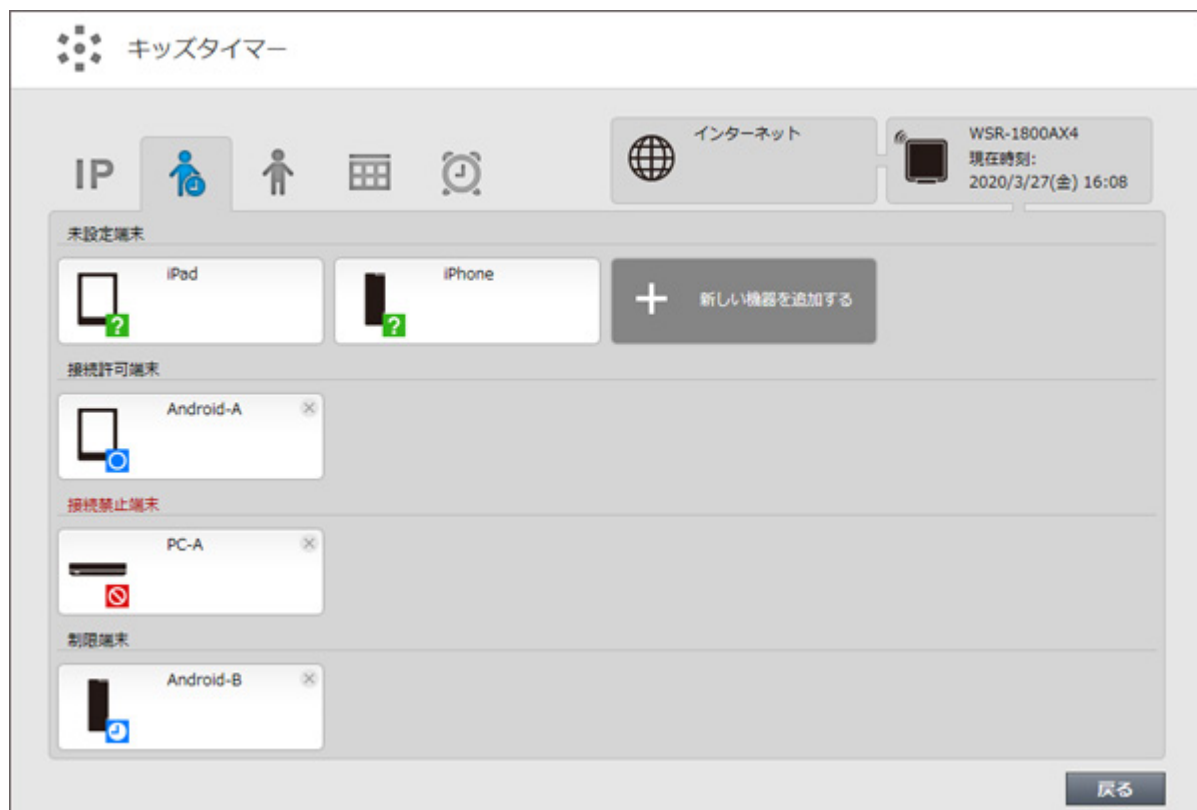 キッズタイマー
IP
インターネット
WSR-1800AX4
現在時刻:
2020/3/27(金) 16:08
未設定端末
iPad
iPhone
新しい機器を追加する
接続許可端末
Android-A
接続禁止端末
PC-A
制限端末
Android-B
戻る